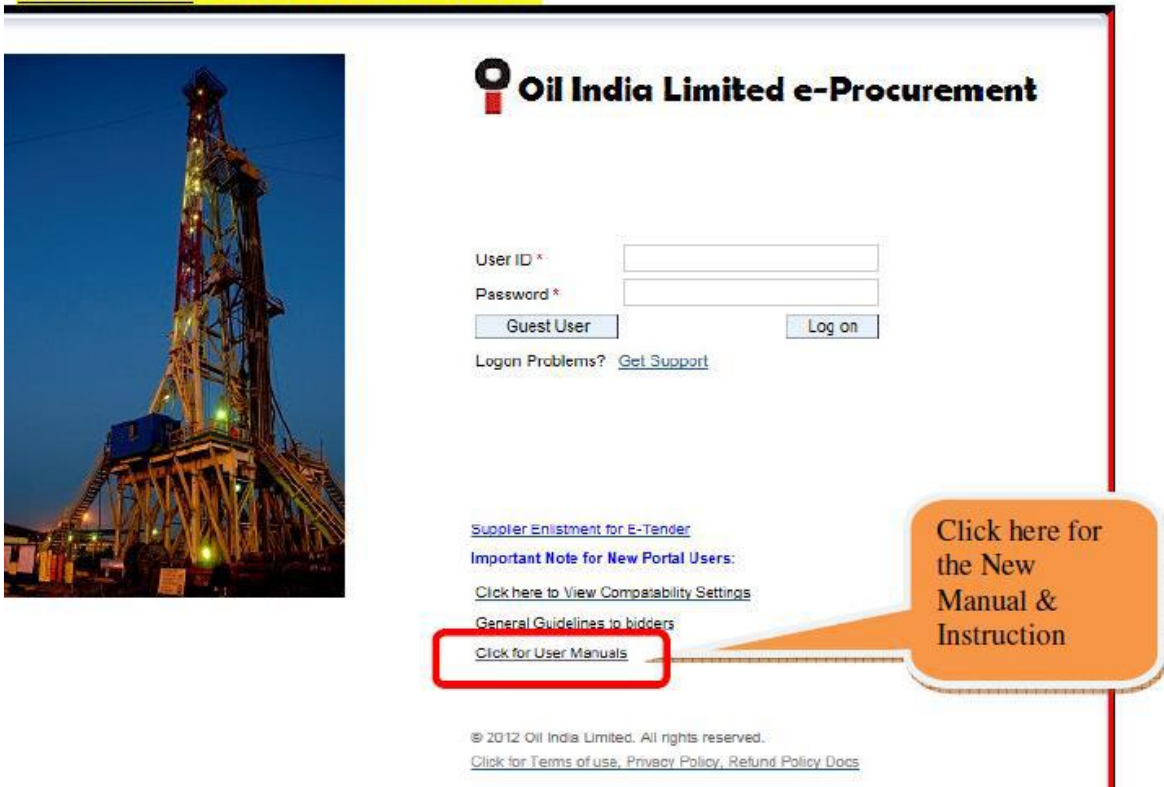 Oil India Limited e-Procurement
User ID *
Password *
Guest User
Log on
Logon Problems? Get Support
Supplier Enlistment for E-Tender
Important Note for New Portal Users:
Click here to View Compatability Settings
General Guidelines to bidders
Click for User Manuals
Click here for
the New
Manual &
Instruction
© 2012 Oil India Limited. All rights reserved.
Click for Terms of use, Privacy Policy, Refund Policy Docs